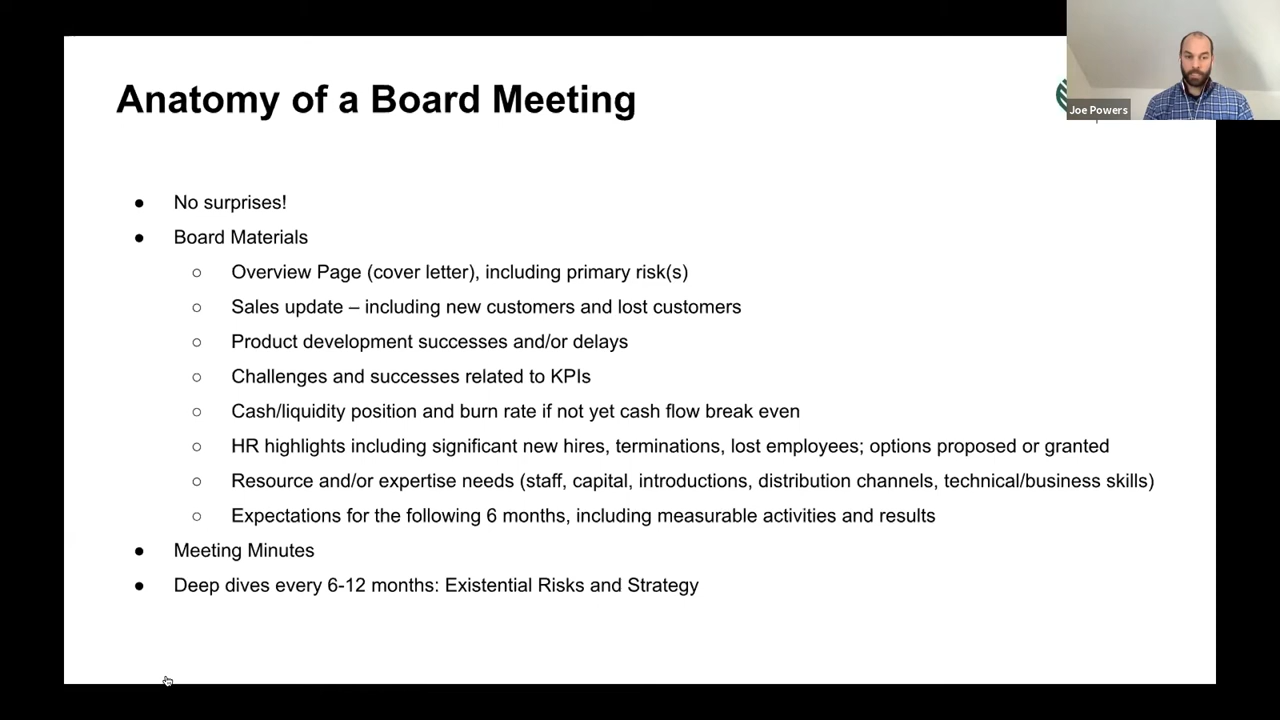 Anatomy of a Board Meeting
Joe Powers
● No surprises!
● Board Materials
○ Overview Page (cover letter), including primary risk(s)
○ Sales update – including new customers and lost customers
○ Product development successes and/or delays
○ Challenges and successes related to KPIs
○ Cash/liquidity position and burn rate if not yet cash flow break even
○ HR highlights including significant new hires, terminations, lost employees; options proposed or granted
○ Resource and/or expertise needs (staff, capital, introductions, distribution channels, technical/business skills)
○ Expectations for the following 6 months, including measurable activities and results
● Meeting Minutes
● Deep dives every 6-12 months: Existential Risks and Strategy